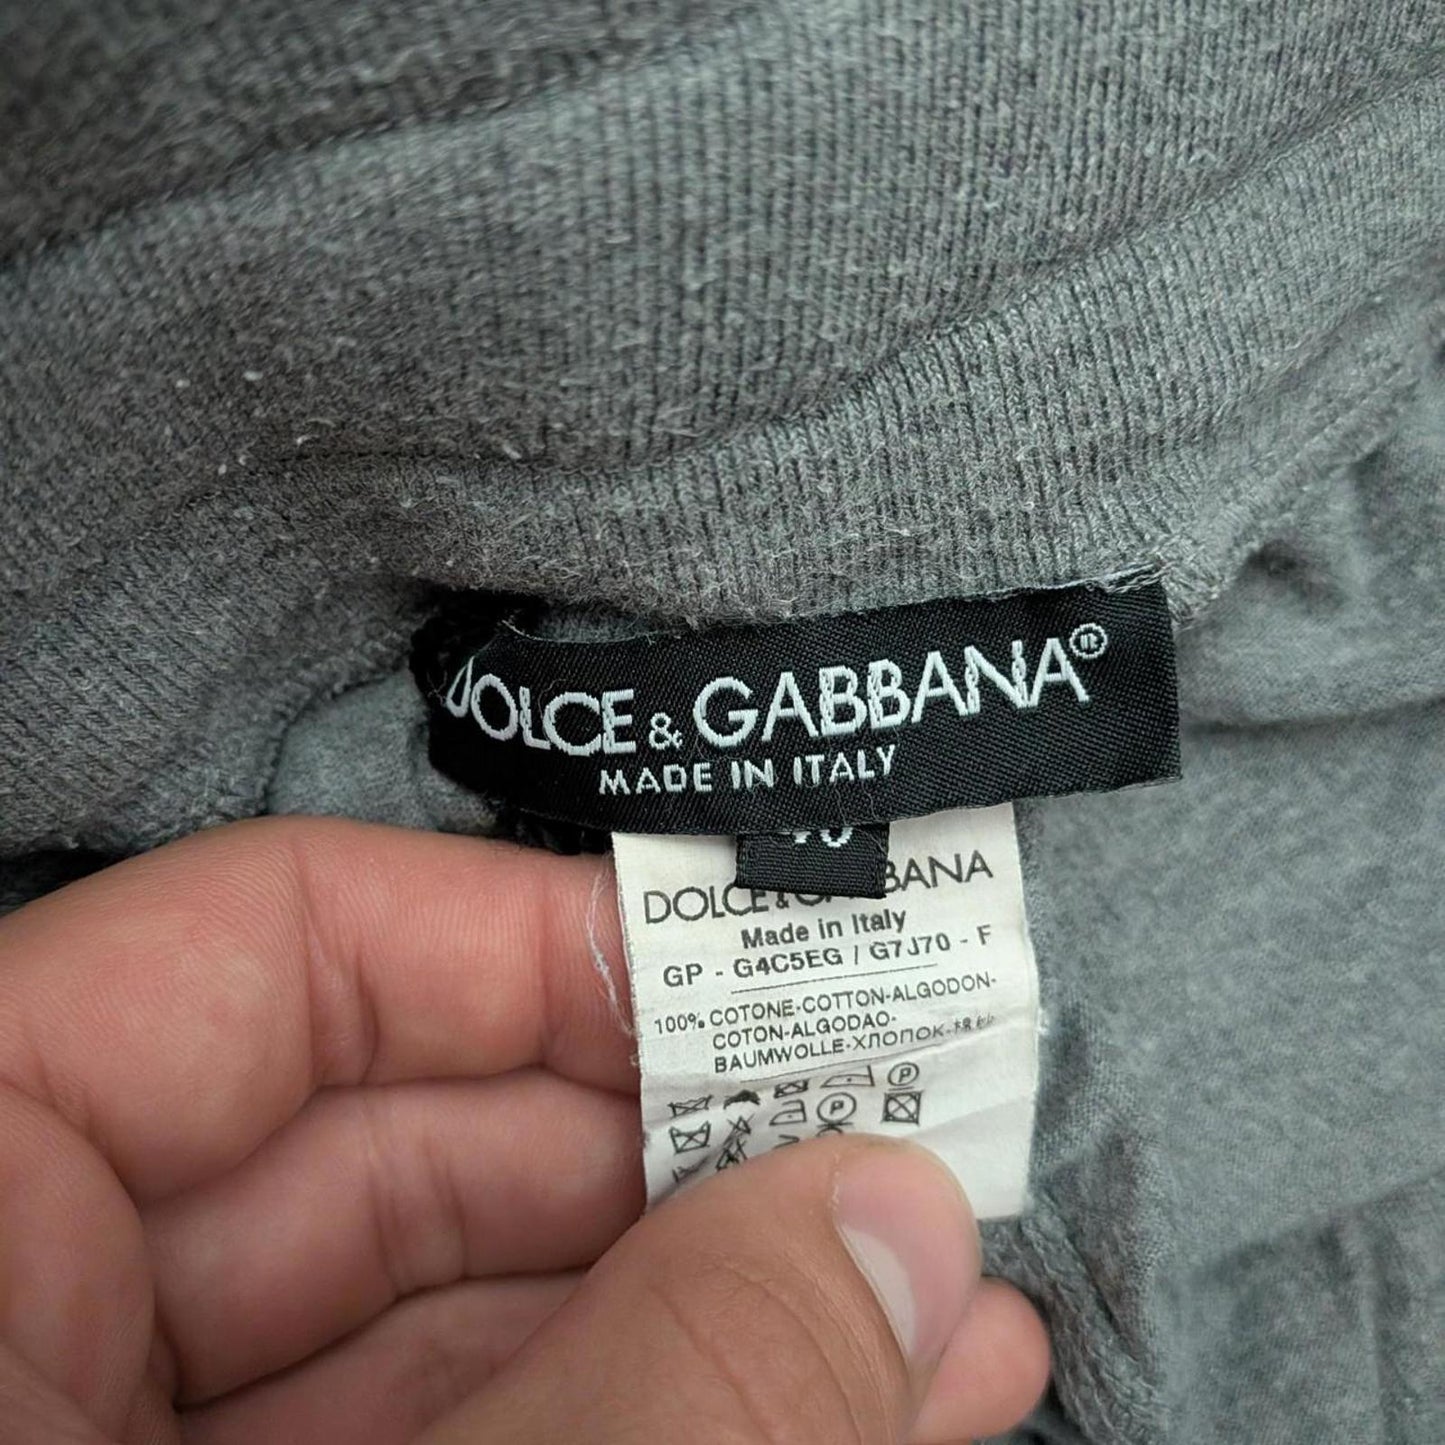 DOLCE & GABBANA®
MADE IN ITALY
DOLCE & GABBANA
Made in Italy
GP - G4C5EG / G7J70 - F
100% COTONE-COTTON-ALGODON-
COTON-ALGODAO-
BAUMWOLLE-ХЛОПОК-
P
P